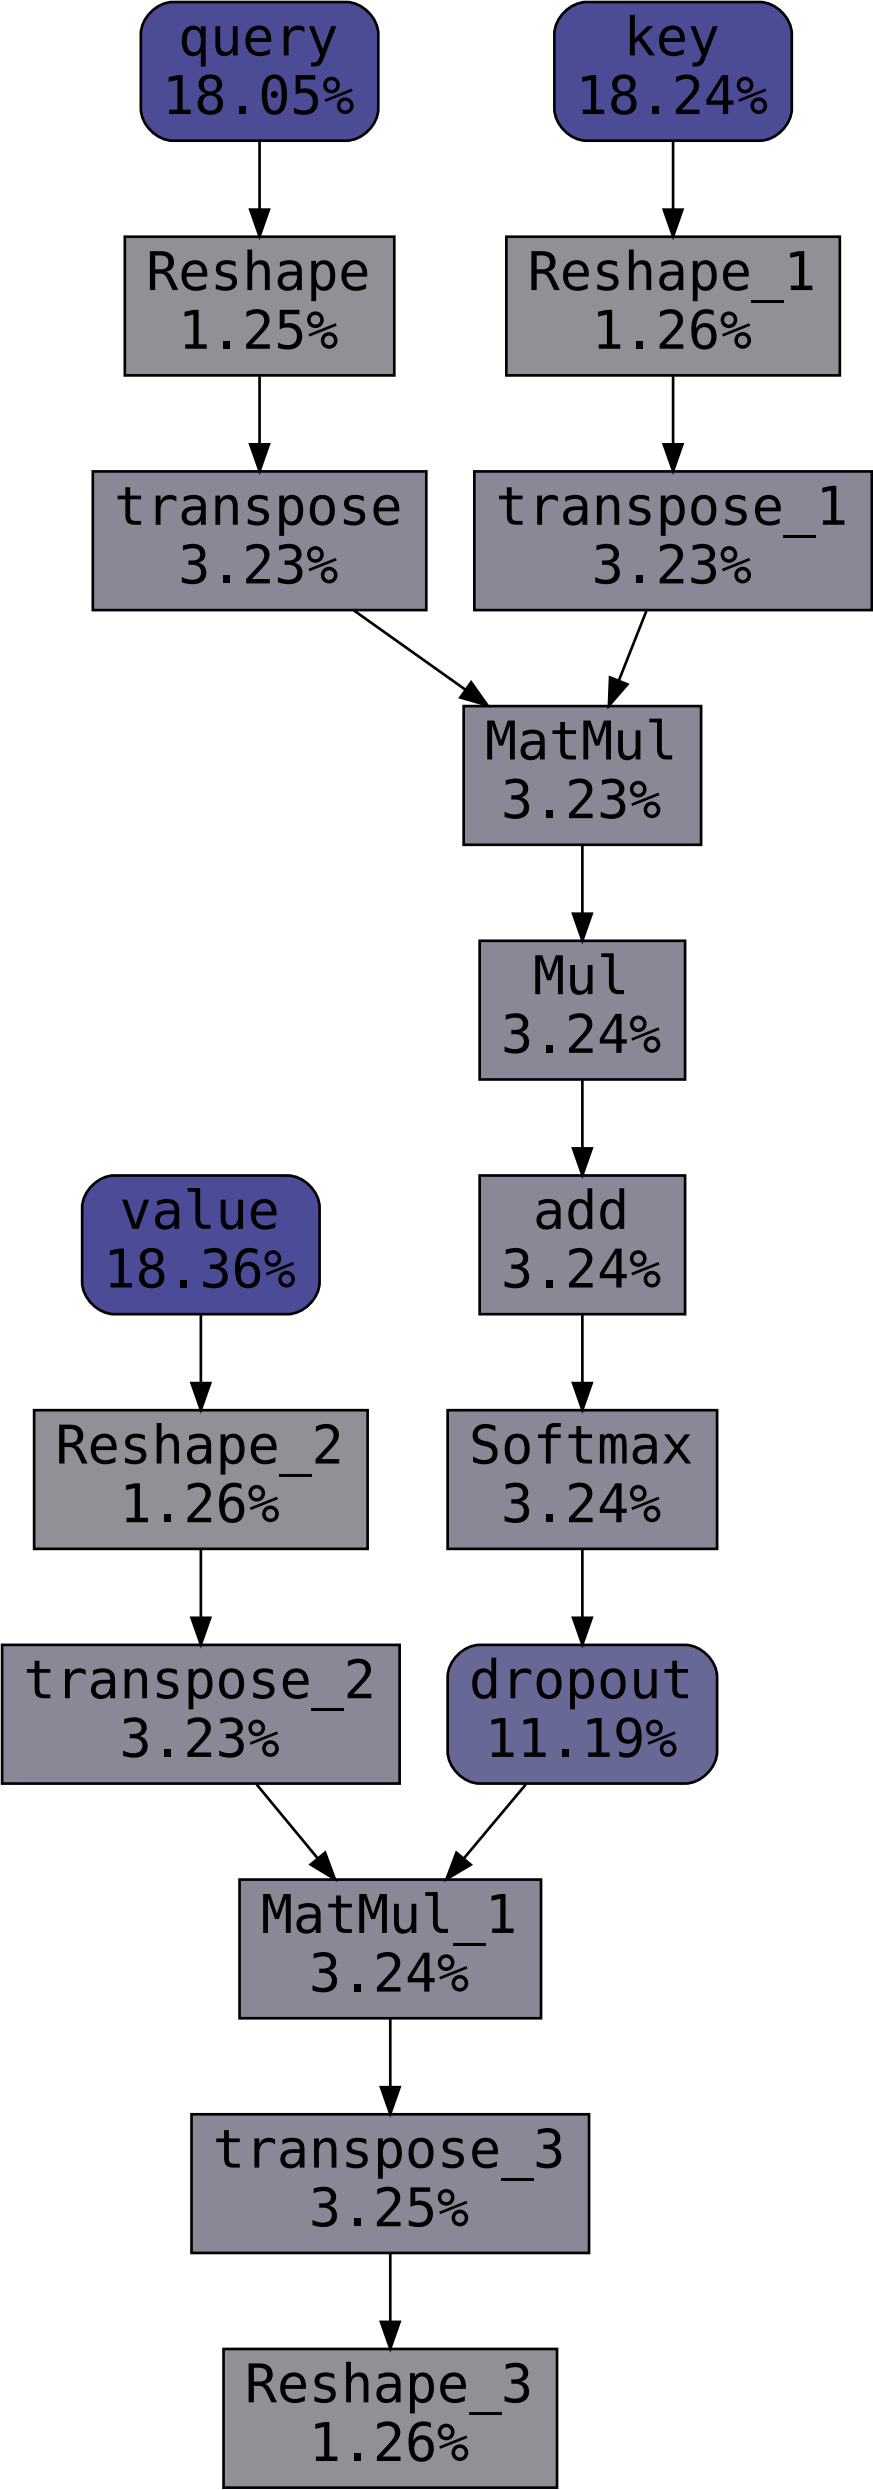 query
18.05%
key
18.24%
Reshape
1.25%
Reshape_1
1.26%
transpose
3.23%
transpose_1
3.23%
MatMul
3.23%
Mul
3.24%
value
18.36%
add
3.24%
Reshape_2
1.26%
Softmax
3.24%
transpose_2
3.23%
dropout
11.19%
MatMul_1
3.24%
transpose_3
3.25%
Reshape_3
1.26%